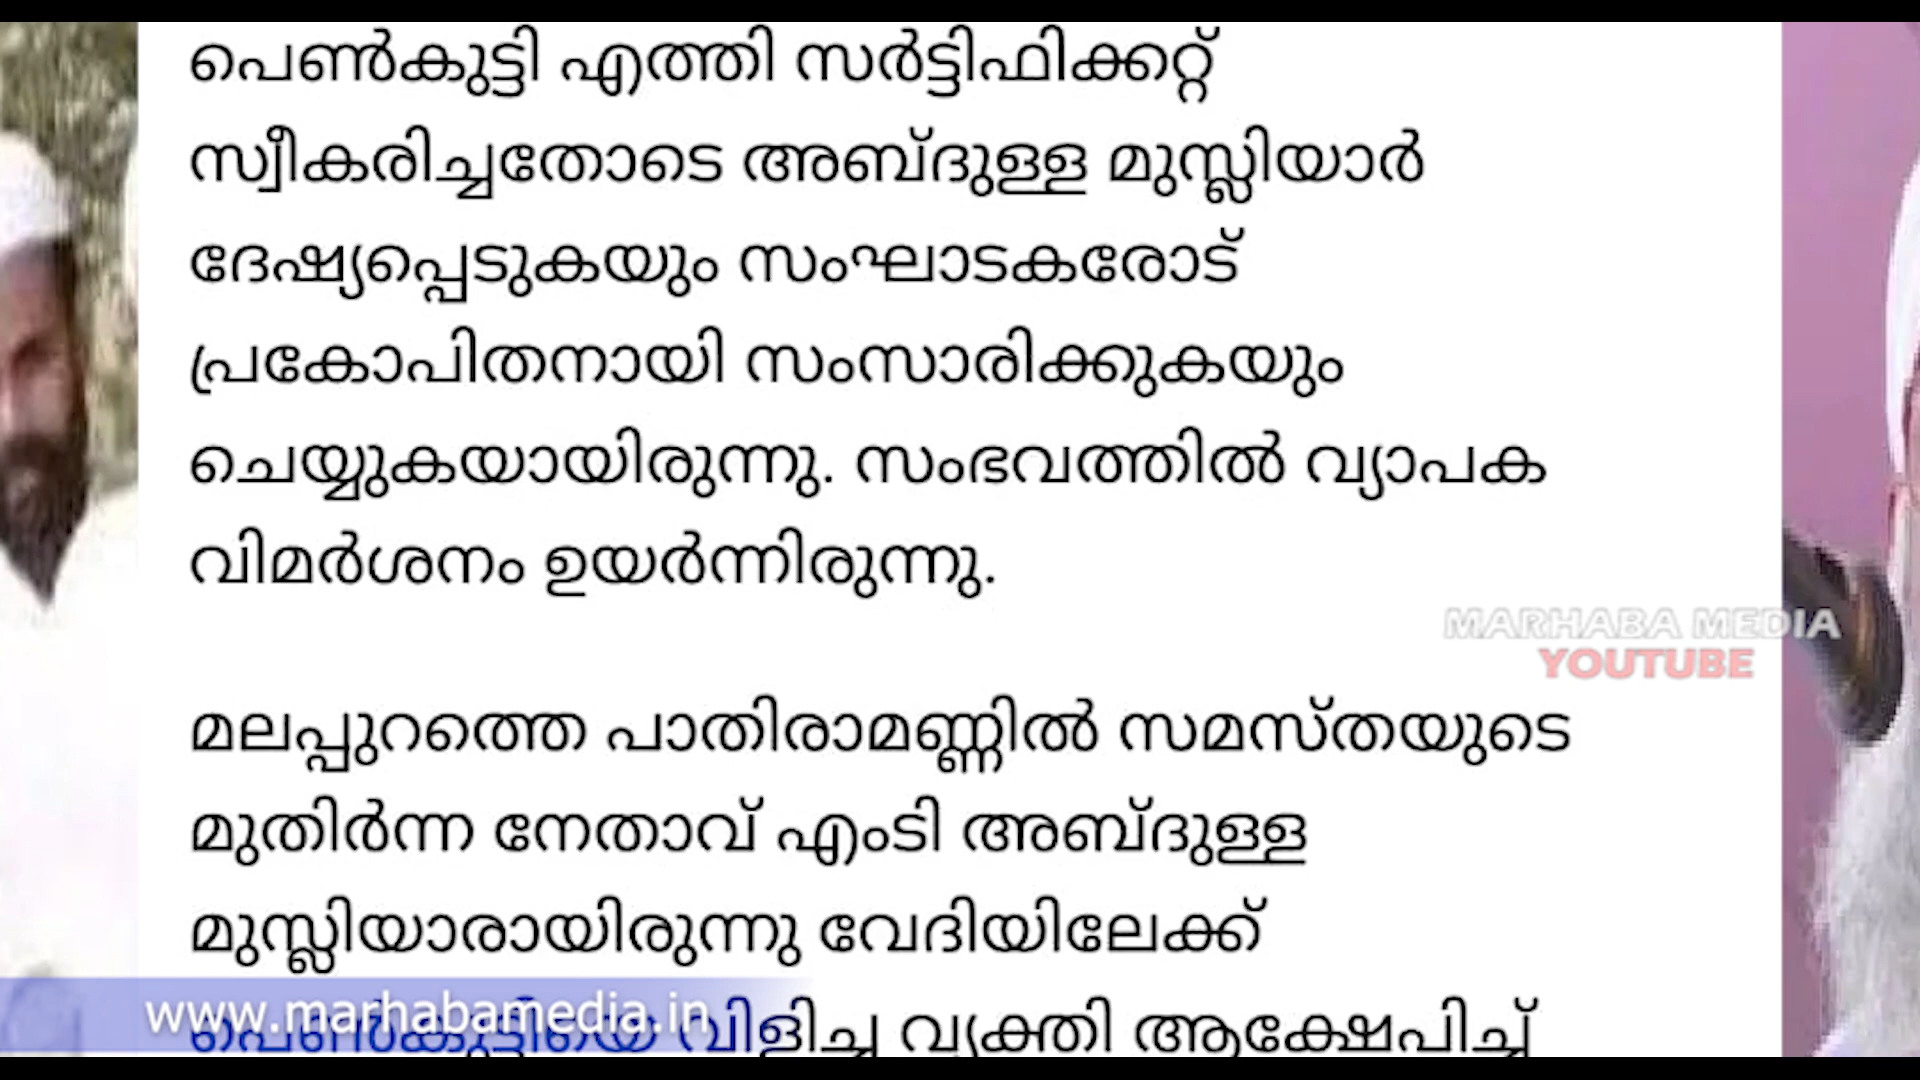 പെൺകുട്ടി എത്തി സർട്ടിഫിക്കറ്റ്
സ്വീകരിച്ചതോടെ അബ്ദുള്ള മുസ്ലിയാർ
ദേഷ്യപ്പെടുകയും സംഘാടകരോട്
പ്രകോപിതനായി സംസാരിക്കുകയും
ചെയ്യുകയായിരുന്നു. സംഭവത്തിൽ വ്യാപക
വിമർശനം ഉയർന്നിരുന്നു.
MARHABA MEDIA
YOUTUBE
മലപ്പുറത്തെ പാതിരാമണ്ണിൽ സമസ്തയുടെ
മുതിർന്ന നേതാവ് എംടി അബ്ദുള്ള
മുസ്ലിയാരായിരുന്നു വേദിയിലേക്ക്
പെൺകുട്ടിയെ വിളിച്ച വ്യക്തി ആക്ഷേപിച്ച്
www.marhabamedia.in